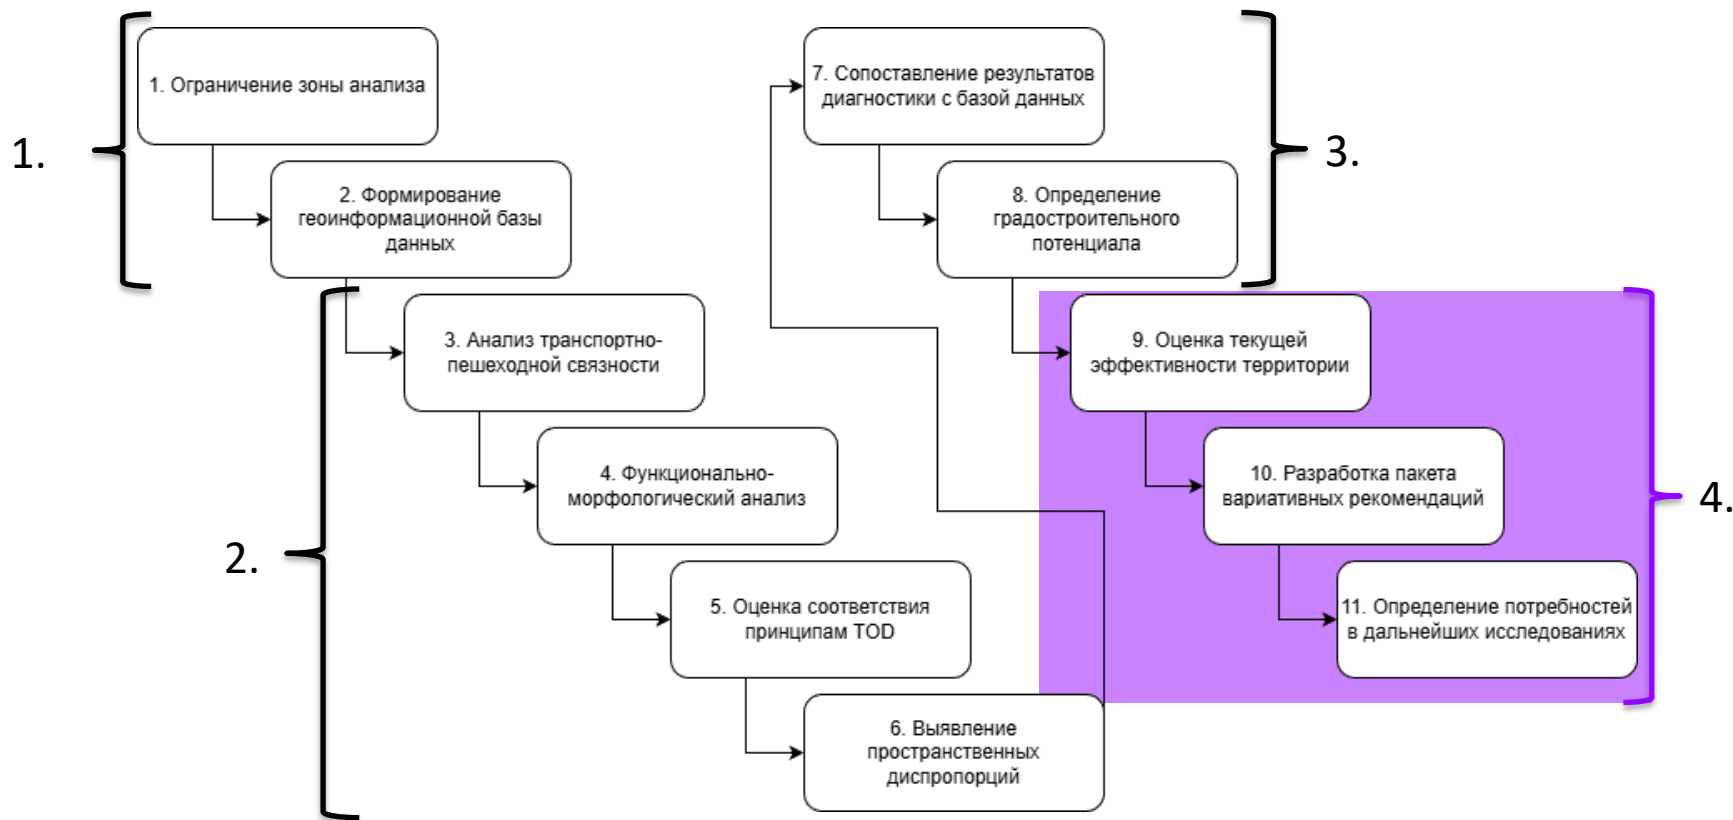 1.
1. Ограничение зоны анализа
2. Формирование
геоинформационной базы
данных
2.
3. Анализ транспортно-
пешеходной связности
4. Функционально-
морфологический анализ
5. Оценка соответствия
принципам TOD
6. Выявление
пространственных
диспропорций
7. Сопоставление результатов
диагностики с базой данных
8. Определение
градостроительного
потенциала
3.
9. Оценка текущей
эффективности территории
10. Разработка пакета
вариативных рекомендаций
11. Определение потребностей
в дальнейших исследованиях
4.